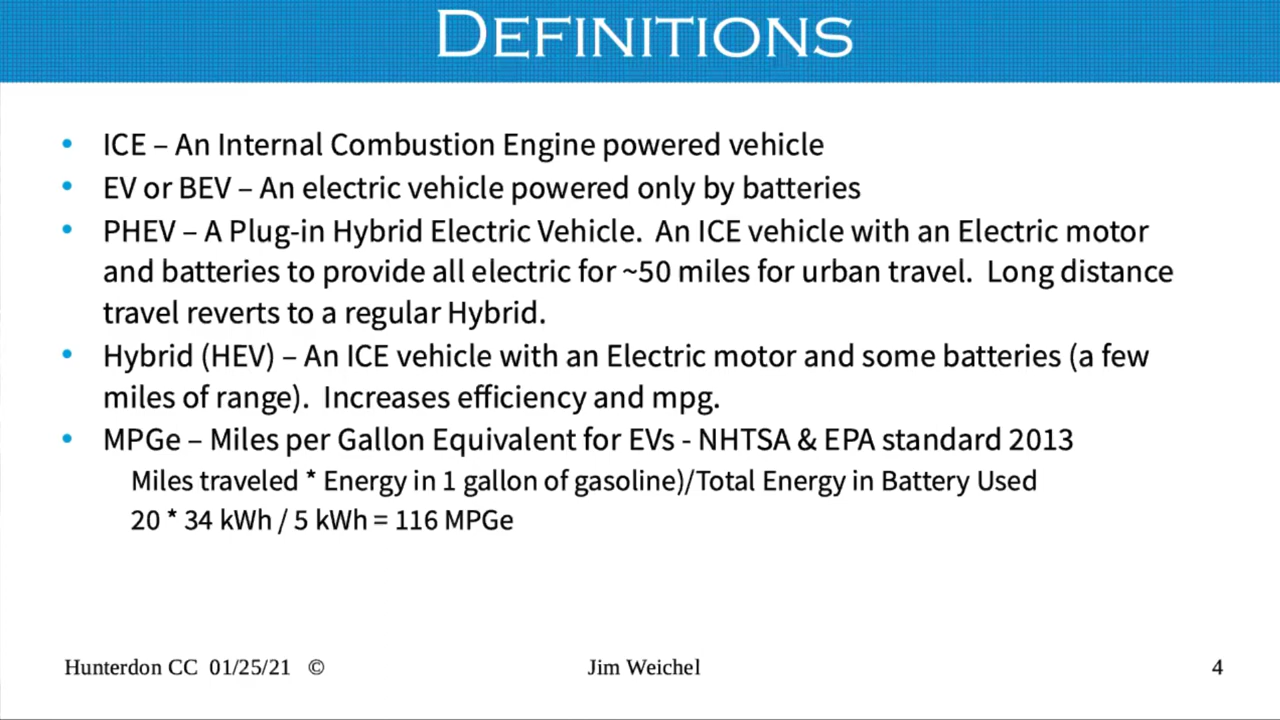 DEFINITIONS
• ICE – An Internal Combustion Engine powered vehicle
• EV or BEV – An electric vehicle powered only by batteries
• PHEV – A Plug-in Hybrid Electric Vehicle.  An ICE vehicle with an Electric motor
and batteries to provide all electric for ~50 miles for urban travel.  Long distance
travel reverts to a regular Hybrid.
• Hybrid (HEV) – An ICE vehicle with an Electric motor and some batteries (a few
miles of range).  Increases efficiency and mpg.
• MPGe – Miles per Gallon Equivalent for EVs - NHTSA & EPA standard 2013
Miles traveled * Energy in 1 gallon of gasoline)/Total Energy in Battery Used
20 * 34 kWh / 5 kWh = 116 MPGe
Hunterdon CC  01/25/21  ©
Jim Weichel
4